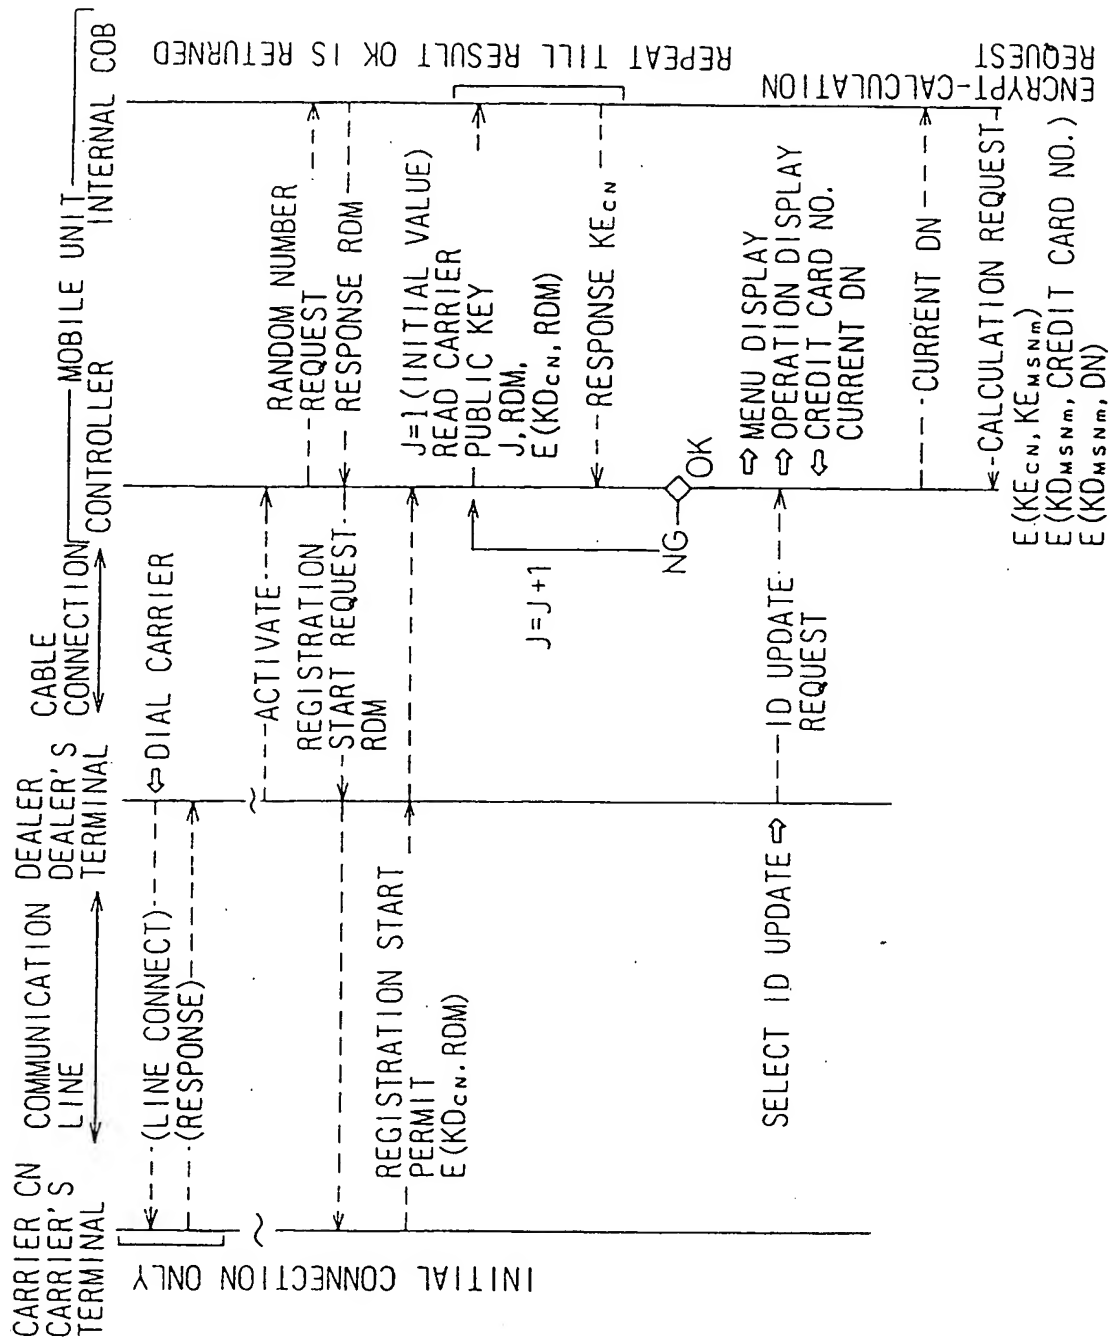 CARRIER CN
CARRIER'S
TERMINAL
COMMUNICATION
LINE
DEALER
DEALER'S
TERMINAL
CABLE
CONNECTION
MOBILE UNIT
CONTROLLER
INTERNAL COB
INITIAL CONNECTION ONLY
(LINE CONNECT)
(RESPONSE)
DIAL CARRIER
ACTIVATE
RANDOM NUMBER
REQUEST
RESPONSE RDM
REGISTRATION
START REQUEST
RDM
REGISTRATION START
PERMIT
E(KDCN, RDM)
J=1(INITIAL VALUE)
READ CARRIER
PUBLIC KEY
J, RDM,
E(KDCN, RDM)
REPEAT TILL RESULT OK IS RETURNED
RESPONSE KECN
J=J+1
NG
OK
SELECT ID UPDATE
ID UPDATE
REQUEST
MENU DISPLAY
OPERATION DISPLAY
CREDIT CARD NO.
CURRENT DN
CURRENT DN
ENCRYPT-CALCULATION
REQUEST
CALCULATION REQUEST
E(KECN, KEMSNm)
E(KDMSNm, CREDIT CARD NO.)
E(KDMSNm, DN)